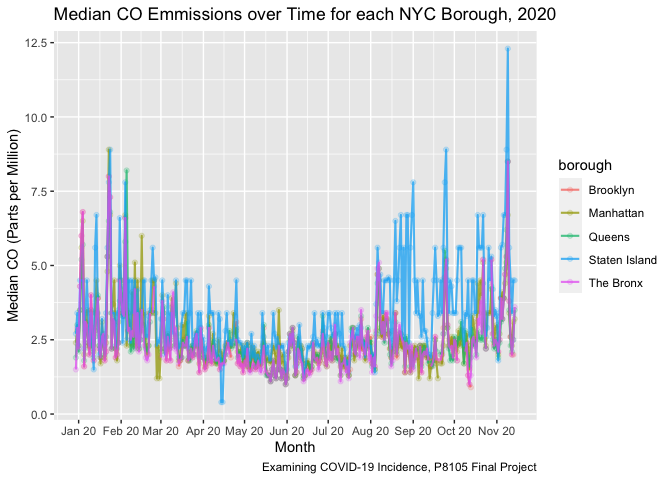 Median CO Emmissions over Time for each NYC Borough, 2020
12.5
10.0
7.5
5.0
2.5
0.0
Median CO (Parts per Million)
Jan 20 Feb 20 Mar 20 Apr 20 May 20 Jun 20 Jul 20 Aug 20 Sep 20 Oct 20 Nov 20
Month
borough
Brooklyn
Manhattan
Queens
Staten Island
The Bronx
Examining COVID-19 Incidence, P8105 Final Project